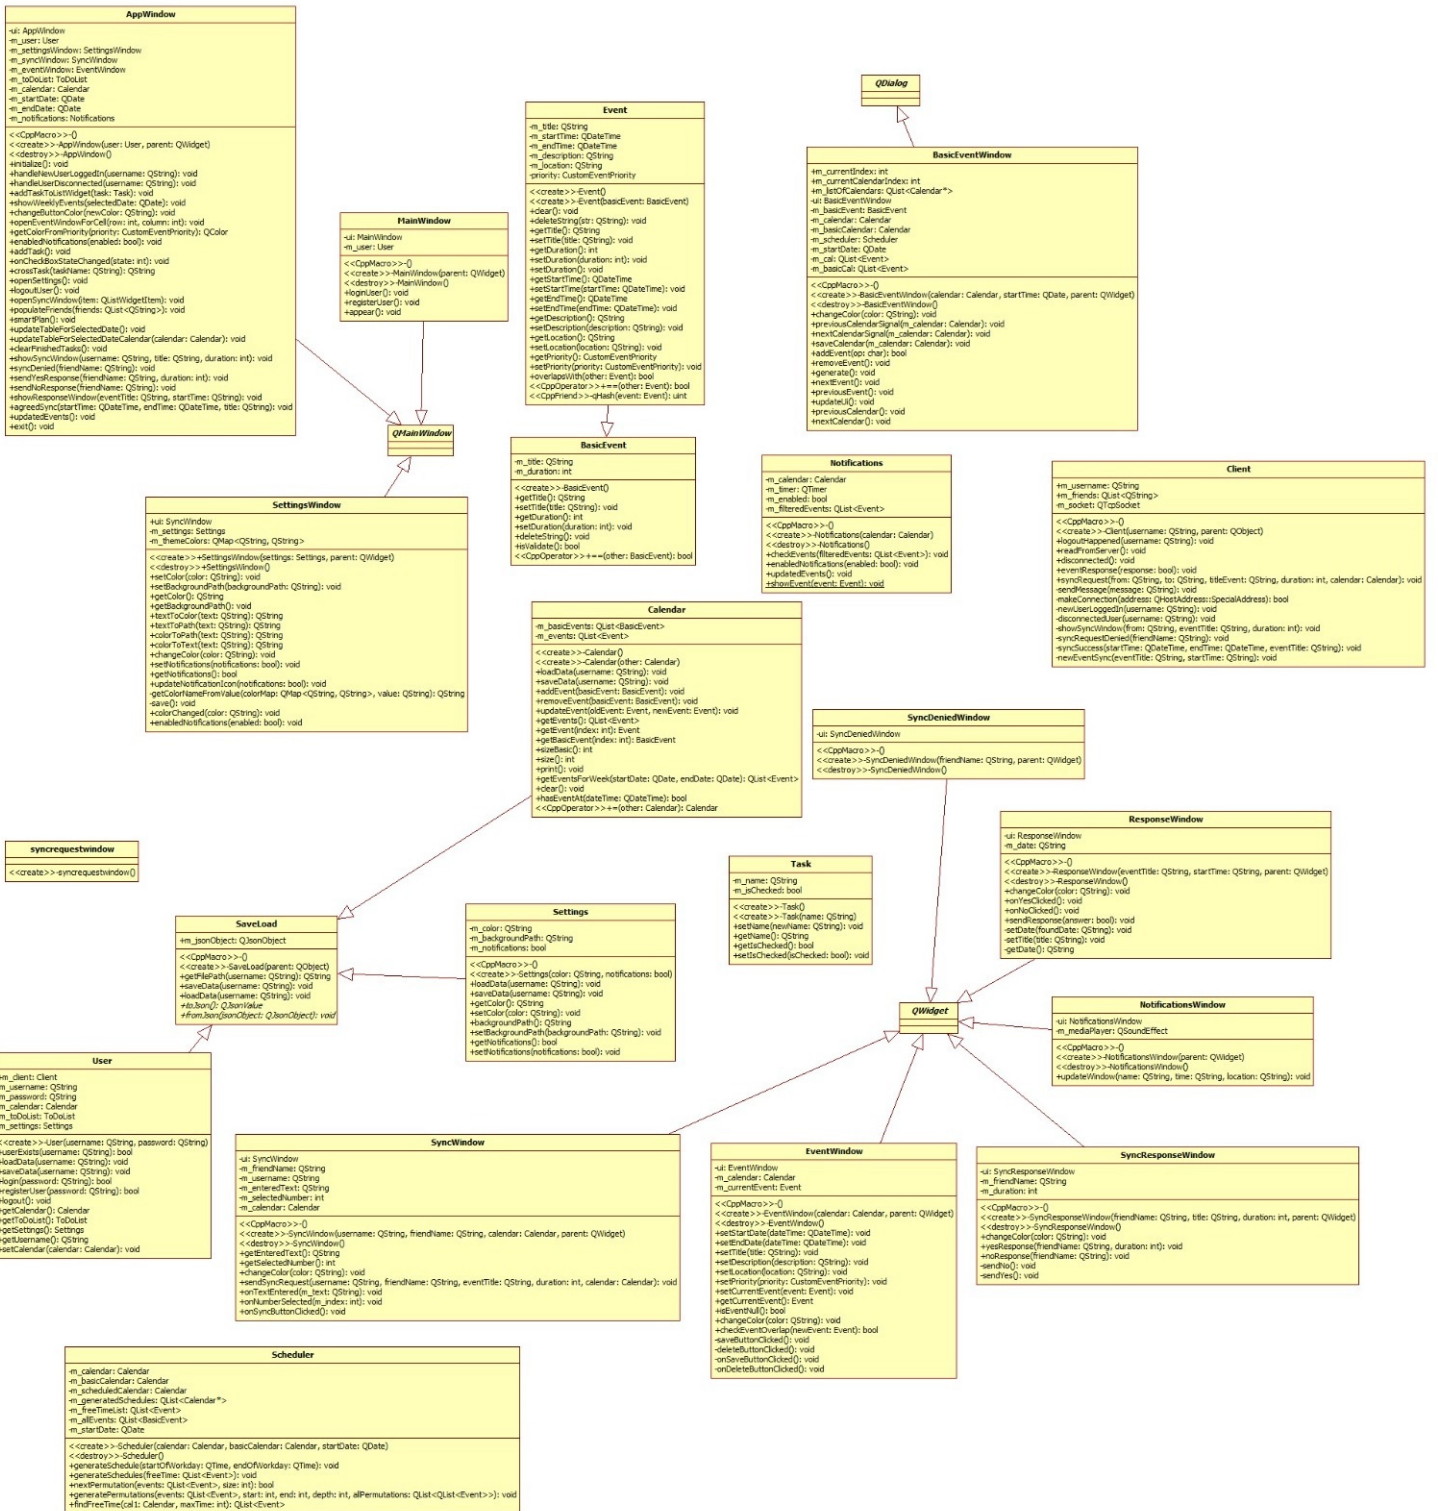 AppWindow
-ui: AppWindow
-m_user: User
-m_settingsWindow: SettingsWindow
-m_syncWindow: SyncWindow
-m_eventWindow: EventWindow
-m_toDoList: ToDoList
-m_calendar: Calendar
-m_startDate: QDate
-m_endDate: QDate
-m_notifications: Notifications
<<CppMacro>>-()
<<create>>-AppWindow(user: User, parent: QWidget)
<<destroy>>-AppWindow()
+initialize(): void
+handleNewUserLoggedIn(username: QString): void
+handleUserDisconnected(username: QString): void
+addTaskToListWidget(task: Task): void
+showWeeklyEvents(selectedDate: QDate): void
+changeButtonColor(newColor: QString): void
+openEventWindowForCell(row: int, column: int): void
+getColorFromPriority(priority: CustomEventPriority): QColor
+enabledNotifications(enabled: bool): void
+addTask(): void
+onCheckBoxStateChanged(state: int): void
+crossTask(taskName: QString): QString
+openSettings(): void
+logoutUser(): void
+openSyncWindow(item: QListWidgetItem): void
+populateFriends(friends: QList<QString>): void
+smartPlan(): void
+updateTableForSelectedDate(): void
+updateTableForSelectedDateCalendar(calendar: Calendar): void
+clearFinishedTasks(): void
+showSyncWindow(username: QString, title: QString, duration: int): void
+syncDenied(friendName: QString): void
+sendYesResponse(friendName: QString, duration: int): void
+sendNoResponse(friendName: QString): void
+showResponseWindow(eventTitle: QString, startTime: QString): void
+agreedSync(startTime: QDateTime, endTime: QDateTime, title: QString): void
+updatedEvents(): void
+exit(): void
MainWindow
-ui: MainWindow
-m_user: User
<<CppMacro>>-()
<<create>>-MainWindow(parent: QWidget)
<<destroy>>-MainWindow()
+loginUser(): void
+registerUser(): void
+appear(): void
Event
-m_title: QString
-m_startTime: QDateTime
-m_endTime: QDateTime
-m_description: QString
-m_location: QString
-priority: CustomEventPriority
<<create>>-Event()
<<create>>-Event(basicEvent: BasicEvent)
+clear(): void
+deleteString(str: QString): void
+getTitle(): QString
+setTitle(title: QString): void
+getDuration(): int
+setDuration(duration: int): void
+setDuration(): void
+getStartTime(): QDateTime
+setStartTime(startTime: QDateTime): void
+getEndTime(): QDateTime
+setEndTime(endTime: QDateTime): void
+getDescription(): QString
+setDescription(description: QString): void
+getLocation(): QString
+setLocation(location: QString): void
+getPriority(): CustomEventPriority
+setPriority(priority: CustomEventPriority): void
+overlapsWith(other: Event): bool
<<CppOperator>>+==(other: Event): bool
<<CppFriend>>-qHash(event: Event): uint
QDialog
BasicEventWindow
+m_currentIndex: int
+m_currentCalendarIndex: int
+m_listOfCalendars: QList<Calendar*>
-ui: BasicEventWindow
-m_basicEvent: BasicEvent
-m_calendar: Calendar
-m_basicCalendar: Calendar
-m_scheduler: Scheduler
-m_startDate: QDate
-m_cal: QList<Event>
-m_basicCal: QList<Event>
<<CppMacro>>-()
<<create>>-BasicEventWindow(calendar: Calendar, startTime: QDate, parent: QWidget)
<<destroy>>-BasicEventWindow()
+changeColor(color: QString): void
+previousCalendarSignal(m_calendar: Calendar): void
+nextCalendarSignal(m_calendar: Calendar): void
+saveCalendar(m_calendar: Calendar): void
+addEvent(op: char): bool
+removeEvent(): void
+generate(): void
+nextEvent(): void
+previousEvent(): void
+updateUi(): void
+previousCalendar(): void
+nextCalendar(): void
QMainWindow
BasicEvent
-m_title: QString
-m_duration: int
<<create>>-BasicEvent()
+getTitle(): QString
+setTitle(title: QString): void
+getDuration(): int
+setDuration(duration: int): void
+deleteString(): void
+isValidate(): bool
<<CppOperator>>+==(other: BasicEvent): bool
Notifications
-m_calendar: Calendar
-m_timer: QTimer
-m_enabled: bool
-m_filteredEvents: QList<Event>
<<CppMacro>>-()
<<create>>-Notifications(calendar: Calendar)
<<destroy>>-Notifications()
+checkEvents(filteredEvents: QList<Event>): void
+enabledNotifications(enabled: bool): void
+updatedEvents(): void
+showEvent(event: Event): void
Client
+m_username: QString
+m_friends: QList<QString>
-m_socket: QTcpSocket
<<CppMacro>>-()
<<create>>-Client(username: QString, parent: QObject)
+logoutHappened(username: QString): void
+readFromServer(): void
+disconnected(): void
+eventResponse(response: bool): void
+syncRequest(from: QString, to: QString, titleEvent: QString, duration: int, calendar: Calendar): void
-sendMessage(message: QString): void
-makeConnection(address: QHostAddress::SpecialAddress): bool
-newUserLoggedIn(username: QString): void
-disconnectedUser(username: QString): void
-showSyncWindow(from: QString, eventTitle: QString, duration: int): void
-syncRequestDenied(friendName: QString): void
-syncSuccess(startTime: QDateTime, endTime: QDateTime, eventTitle: QString): void
-newEventSync(eventTitle: QString, startTime: QString): void
SettingsWindow
+ui: SyncWindow
-m_settings: Settings
-m_themeColors: QMap<QString, QString>
<<create>>+SettingsWindow(settings: Settings, parent: QWidget)
<<destroy>>+SettingsWindow()
+setColor(color: QString): void
+setBackgroundPath(backgroundPath: QString): void
+getColor(): QString
+getBackgroundPath(): void
+textToColor(text: QString): QString
+textToPath(text: QString): QString
+colorToPath(text: QString): QString
+colorToText(text: QString): QString
+changeColor(color: QString): void
+setNotifications(notifications: bool): void
+getNotifications(): bool
+updateNotificationIcon(notifications: bool): void
-getColorNameFromValue(colorMap: QMap<QString, QString>, value: QString): QString
-save(): void
+colorChanged(color: QString): void
+enabledNotifications(enabled: bool): void
Calendar
-m_basicEvents: QList<BasicEvent>
-m_events: QList<Event>
<<create>>-Calendar()
<<create>>-Calendar(other: Calendar)
+loadData(username: QString): void
+saveData(username: QString): void
+addEvent(basicEvent: BasicEvent): void
+removeEvent(basicEvent: BasicEvent): void
+updateEvent(oldEvent: Event, newEvent: Event): void
+getEvents(): QList<Event>
+getEvent(index: int): Event
+getBasicEvent(index: int): BasicEvent
+sizeBasic(): int
+size(): int
+print(): void
+getEventsForWeek(startDate: QDate, endDate: QDate): QList<Event>
+clear(): void
+hasEventAt(dateTime: QDateTime): bool
<<CppOperator>>+=(other: Calendar): Calendar
SyncDeniedWindow
-ui: SyncDeniedWindow
<<CppMacro>>-()
<<create>>-SyncDeniedWindow(friendName: QString, parent: QWidget)
<<destroy>>-SyncDeniedWindow()
ResponseWindow
-ui: ResponseWindow
-m_date: QString
<<CppMacro>>-()
<<create>>-ResponseWindow(eventTitle: QString, startTime: QString, parent: QWidget)
<<destroy>>-ResponseWindow()
+changeColor(color: QString): void
+onYesClicked(): void
+onNoClicked(): void
+sendResponse(answer: bool): void
-setDate(foundDate: QString): void
-setTitle(title: QString): void
-getDate(): QString
syncrequestwindow
<<create>>-syncrequestwindow()
Task
-m_name: QString
-m_isChecked: bool
<<create>>-Task()
<<create>>-Task(name: QString)
+setName(newName: QString): void
+getName(): QString
+getIsChecked(): bool
+setIsChecked(isChecked: bool): void
SaveLoad
+m_jsonObject: QJsonObject
<<CppMacro>>-()
<<create>>-SaveLoad(parent: QObject)
+getFilePath(username: QString): QString
+saveData(username: QString): void
+loadData(username: QString): void
+toJson(): QJsonValue
+fromJson(jsonObject: QJsonObject): void
Settings
-m_color: QString
-m_backgroundPath: QString
-m_notifications: bool
<<CppMacro>>-()
<<create>>-Settings(color: QString, notifications: bool)
+loadData(username: QString): void
+saveData(username: QString): void
+getColor(): QString
+setColor(color: QString): void
+backgroundPath(): QString
+setBackgroundPath(backgroundPath: QString): void
+getNotifications(): bool
+setNotifications(notifications: bool): void
QWidget
NotificationsWindow
-ui: NotificationsWindow
-m_mediaPlayer: QSoundEffect
<<CppMacro>>-()
<<create>>-NotificationsWindow(parent: QWidget)
<<destroy>>-NotificationsWindow()
+updateWindow(name: QString, time: QString, location: QString): void
User
+m_client: Client
m_username: QString
m_password: QString
m_calendar: Calendar
m_toDoList: ToDoList
m_settings: Settings
<<create>>-User(username: QString, password: QString)
+userExists(username: QString): bool
+loadData(username: QString): void
+saveData(username: QString): void
+login(password: QString): bool
+registerUser(password: QString): bool
+logout(): void
+getCalendar(): Calendar
+getToDoList(): ToDoList
+getSettings(): Settings
+getUsername(): QString
+setCalendar(calendar: Calendar): void
SyncWindow
-ui: SyncWindow
-m_friendName: QString
-m_username: QString
-m_enteredText: QString
-m_selectedNumber: int
-m_calendar: Calendar
<<CppMacro>>-()
<<create>>-SyncWindow(username: QString, friendName: QString, calendar: Calendar, parent: QWidget)
<<destroy>>-SyncWindow()
+getEnteredText(): QString
+getSelectedNumber(): int
+changeColor(color: QString): void
+sendSyncRequest(username: QString, friendName: QString, eventTitle: QString, duration: int, calendar: Calendar): void
+onTextEntered(m_text: QString): void
+onNumberSelected(m_index: int): void
+onSyncButtonClicked(): void
EventWindow
-ui: EventWindow
-m_calendar: Calendar
-m_currentEvent: Event
<<CppMacro>>-()
<<create>>-EventWindow(calendar: Calendar, parent: QWidget)
<<destroy>>-EventWindow()
+setStartDate(dateTime: QDateTime): void
+setEndDate(dateTime: QDateTime): void
+setTitle(title: QString): void
+setDescription(description: QString): void
+setLocation(location: QString): void
+setPriority(priority: CustomEventPriority): void
+setCurrentEvent(event: Event): void
+getCurrentEvent(): Event
+isEventNull(): bool
+changeColor(color: QString): void
+checkEventOverlap(newEvent: Event): bool
-saveButtonClicked(): void
-deleteButtonClicked(): void
-onSaveButtonClicked(): void
-onDeleteButtonClicked(): void
SyncResponseWindow
-ui: SyncResponseWindow
-m_friendName: QString
-m_duration: int
<<CppMacro>>-()
<<create>>-SyncResponseWindow(friendName: QString, title: QString, duration: int, parent: QWidget)
<<destroy>>-SyncResponseWindow()
+changeColor(color: QString): void
+yesResponse(friendName: QString, duration: int): void
+noResponse(friendName: QString): void
-sendNo(): void
-sendYes(): void
Scheduler
-m_calendar: Calendar
-m_basicCalendar: Calendar
-m_scheduledCalendar: Calendar
-m_generatedSchedules: QList<Calendar*>
-m_freeTimeList: QList<Event>
-m_allEvents: QList<BasicEvent>
-m_startDate: QDate
<<create>>-Scheduler(calendar: Calendar, basicCalendar: Calendar, startDate: QDate)
<<destroy>>-Scheduler()
+generateSchedule(startOfWorkday: QTime, endOfWorkday: QTime): void
+generateSchedules(freeTime: QList<Event>): void
+nextPermutation(events: QList<Event>, size: int): bool
+generatePermutations(events: QList<Event>, start: int, end: int, depth: int, allPermutations: QList<QList<Event>>): void
+findFreeTime(cal1: Calendar, maxTime: int): QList<Event>